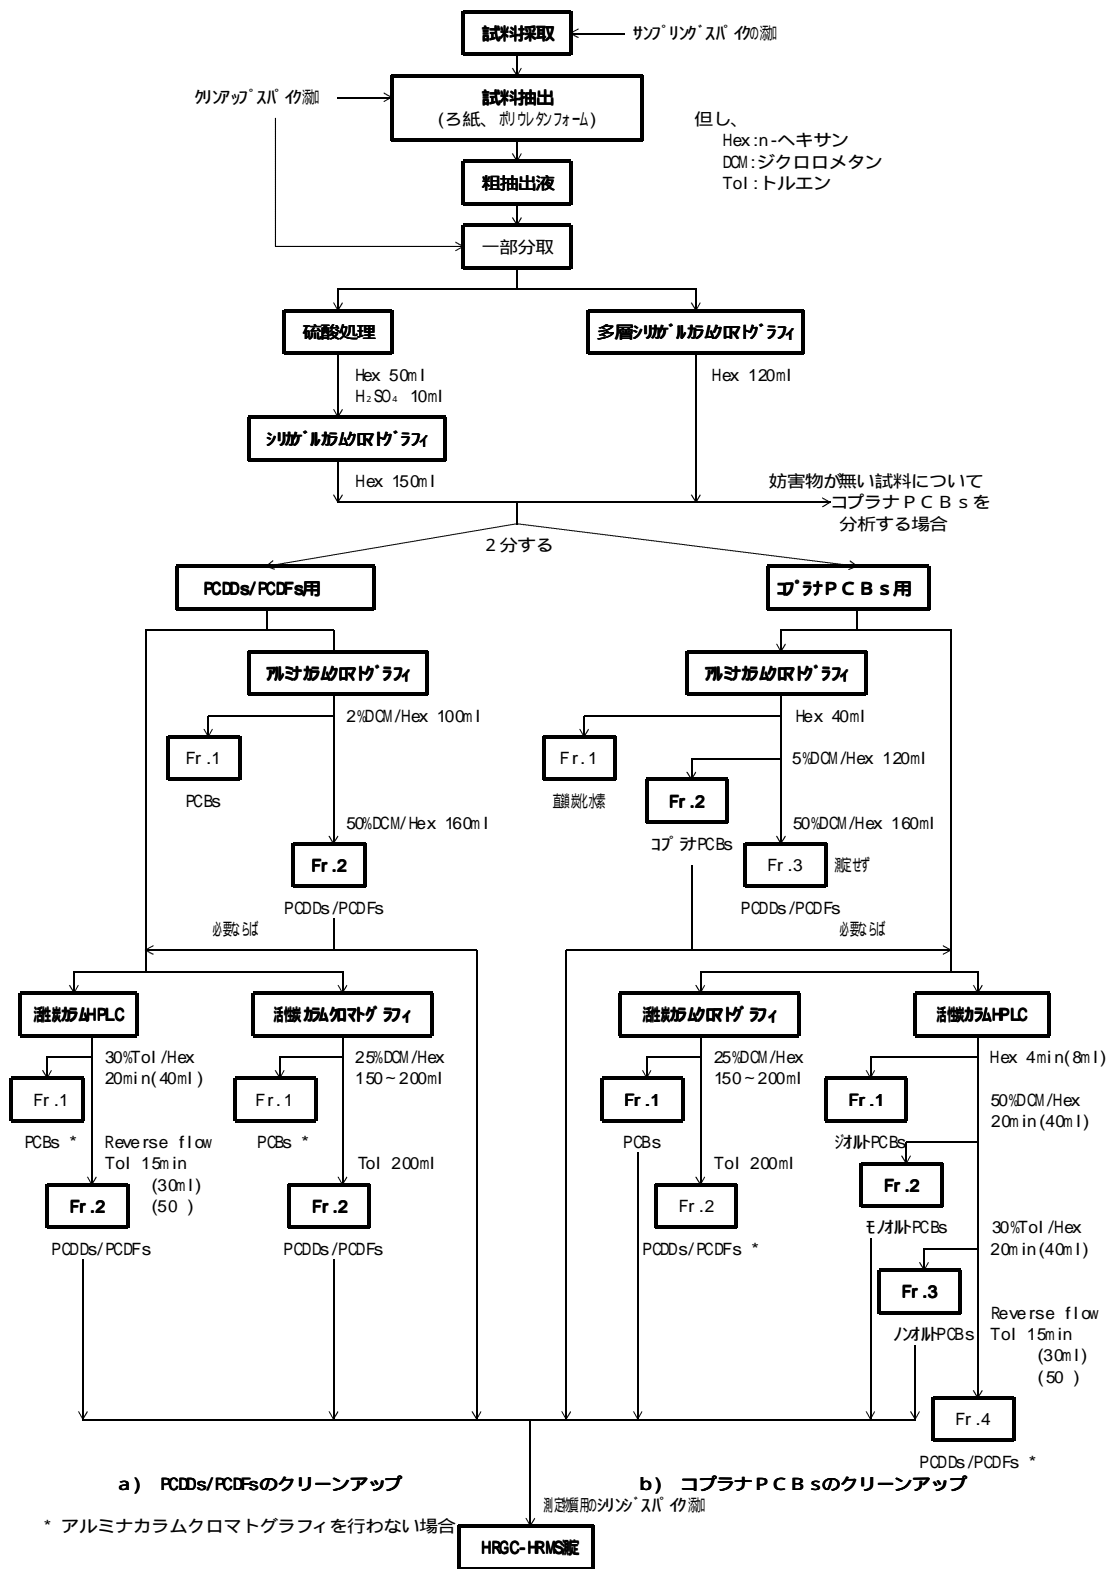 試料採取
サンプリングスパイクの添加
クリンアップスパイク添加
試料抽出
(ろ紙、ポリウレタンフォーム)
但し、
Hex:n-ヘキサン
DCM:ジクロロメタン
Tol:トルエン
粗抽出液
一部分取
硫酸処理
多層シリカゲルカラムクロマトグラフィ
Hex 50ml
H₂SO₄ 10ml
Hex 120ml
シリカゲルカラムクロマトグラフィ
Hex 150ml
妨害物が無い試料について
コプラナPCBsを
分析する場合
2分する
PCDDs/PCDFs用
コプラナPCBs用
アルミナカラムクロマトグラフィ
2%DCM/Hex 100ml
Fr.1
PCBs
50%DCM/Hex 160ml
Fr.2
PCDDs/PCDFs
アルミナカラムクロマトグラフィ
Hex 40ml
Fr.1
直鎖炭化水素
5%DCM/Hex 120ml
Fr.2
コプラナPCBs
50%DCM/Hex 160ml
Fr.3
測定せず
PCDDs/PCDFs
必要ならば
必要ならば
活性炭カラムHPLC
30%Tol/Hex
20min(40ml)
Fr.1
PCBs *
Reverse flow
Tol 15min
(30ml)
(50 )
Fr.2
PCDDs/PCDFs
活性炭カラムクロマトグラフィ
25%DCM/Hex
150~200ml
Fr.1
PCBs *
Tol 200ml
Fr.2
PCDDs/PCDFs
活性炭カラムクロマトグラフィ
25%DCM/Hex
150~200ml
Fr.1
PCBs
Tol 200ml
Fr.2
PCDDs/PCDFs *
活性炭カラムHPLC
Hex 4min(8ml)
Fr.1
ジオルトPCBs
50%DCM/Hex
20min(40ml)
Fr.2
モノオルトPCBs
30%Tol/Hex
20min(40ml)
Fr.3
ノンオルトPCBs
Reverse flow
Tol 15min
(30ml)
(50 )
Fr.4
PCDDs/PCDFs *
a) PCDDs/PCDFsのクリーンアップ
b) コプラナPCBsのクリーンアップ
測定物質用のシリンジスパイク添加
* アルミナカラムクロマトグラフィを行わない場合
HRGC-HRMS測定